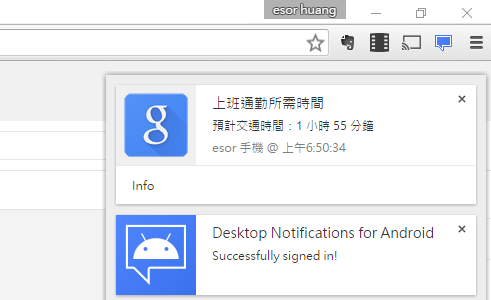 esor huang
上班通勤所需時間
預計交通時間：1 小時 55 分鐘
esor 手機 @ 上午6:50:34
Info
Desktop Notifications for Android
Successfully signed in!